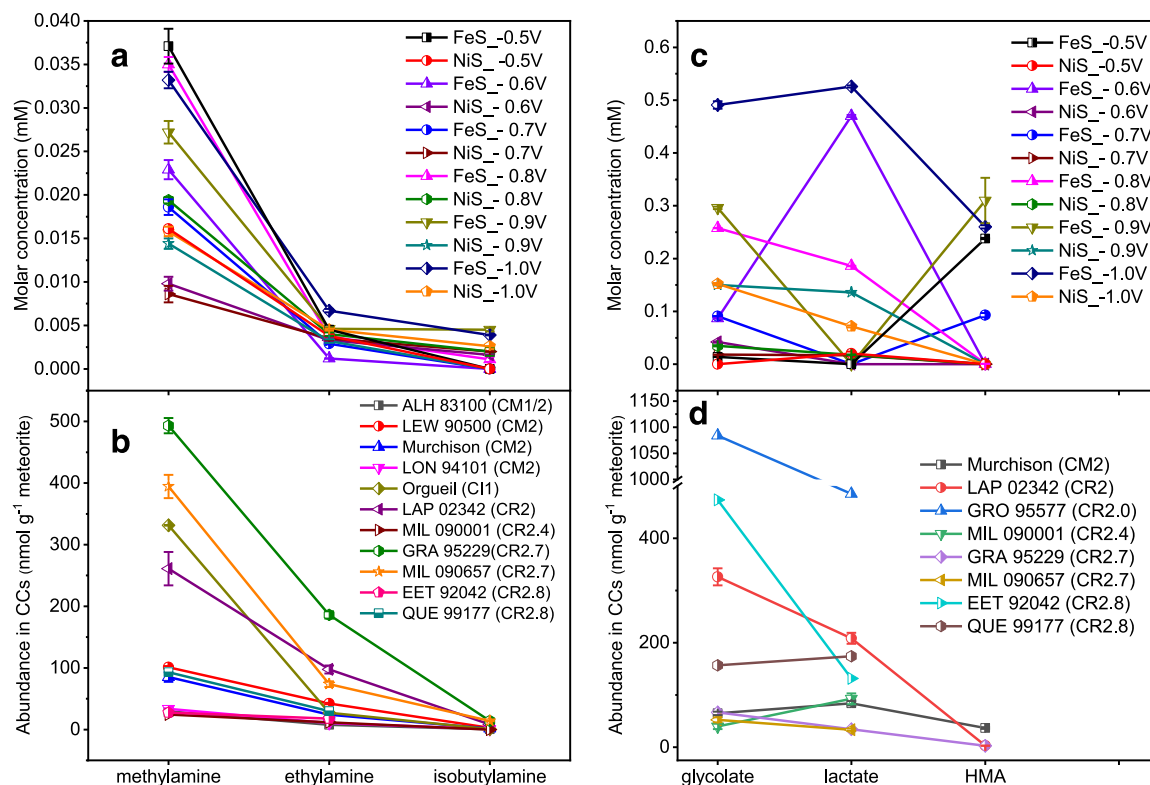 a
0.040
0.035
0.030
0.025
0.020
0.015
0.010
0.005
0.000
Molar concentration (mM)
FeS_-0.5V
NiS_-0.5V
FeS_- 0.6V
NiS_- 0.6V
FeS_- 0.7V
NiS_- 0.7V
FeS_- 0.8V
NiS_- 0.8V
FeS_- 0.9V
NiS_- 0.9V
FeS_-1.0V
NiS_-1.0V
c
0.6
0.5
0.4
0.3
0.2
0.1
0.0
Molar concentration (mM)
FeS_-0.5V
NiS_-0.5V
FeS_- 0.6V
NiS_- 0.6V
FeS_- 0.7V
NiS_- 0.7V
FeS_- 0.8V
NiS_- 0.8V
FeS_- 0.9V
NiS_- 0.9V
FeS_-1.0V
NiS_-1.0V
b
500
400
300
200
100
0
Abundance in CCs (nmol g⁻¹ meteorite)
ALH 83100 (CM1/2)
LEW 90500 (CM2)
Murchison (CM2)
LON 94101 (CM2)
Orgueil (CI1)
LAP 02342 (CR2)
MIL 090001 (CR2.4)
GRA 95229 (CR2.7)
MIL 090657 (CR2.7)
EET 92042 (CR2.8)
QUE 99177 (CR2.8)
methylamine
ethylamine
isobutylamine
d
1150
1100
1050
1000
400
200
0
Abundance in CCs (nmol g⁻¹ meteorite)
Murchison (CM2)
LAP 02342 (CR2)
GRO 95577 (CR2.0)
MIL 090001 (CR2.4)
GRA 95229 (CR2.7)
MIL 090657 (CR2.7)
EET 92042 (CR2.8)
QUE 99177 (CR2.8)
glycolate
lactate
HMA